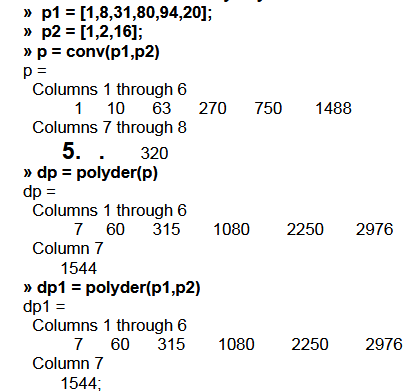 » p1 = [1,8,31,80,94,20];
» p2 = [1,2,16];
» p = conv(p1,p2)
p =
Columns 1 through 6
1 10 63 270 750 1488
Columns 7 through 8
5. . 320
» dp = polyder(p)
dp =
Columns 1 through 6
7 60 315 1080 2250 2976
Column 7
1544
» dp1 = polyder(p1,p2)
dp1 =
Columns 1 through 6
7 60 315 1080 2250 2976
Column 7
1544;